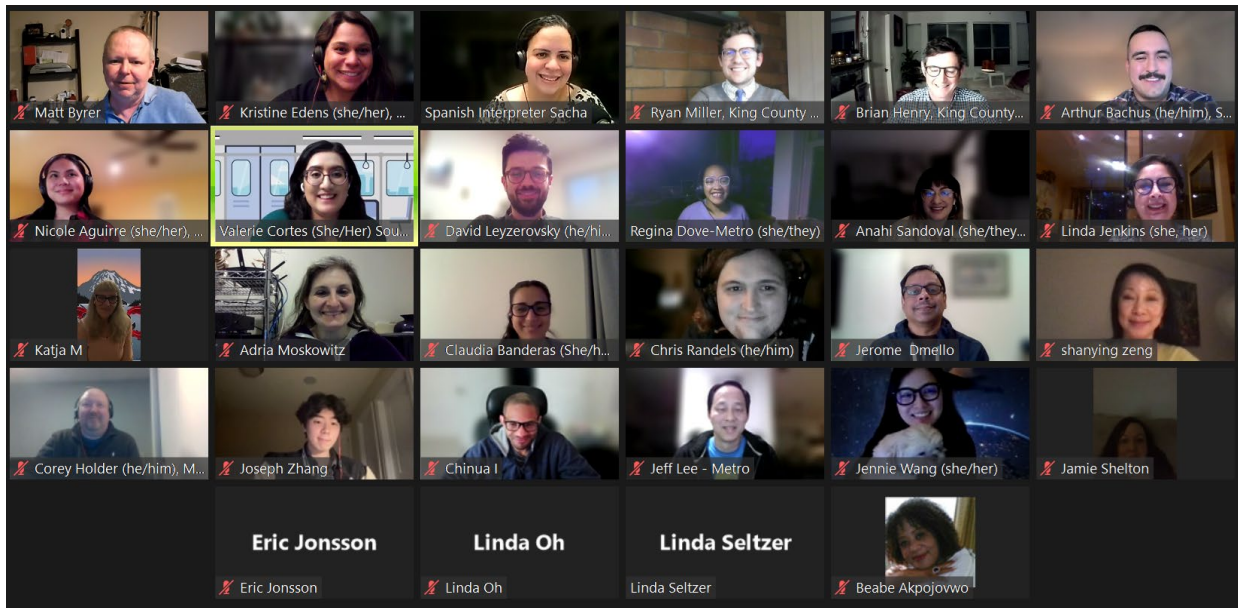 Matt Byrer
Kristine Edens (she/her), ...
Spanish Interpreter Sacha
Ryan Miller, King County ...
Brian Henry, King County...
Arthur Bachus (he/him), S...
Nicole Aguirre (she/her), ...
Valerie Cortes (She/Her) Sou...
David Leyzerovsky (he/hi...
Regina Dove-Metro (she/they)
Anahi Sandoval (she/they...
Linda Jenkins (she, her)
Katja M
Adria Moskowitz
Claudia Banderas (She/h...
Chris Randels (he/him)
Jerome Dmello
shanying zeng
Corey Holder (he/him), M...
Joseph Zhang
Chinua I
Jeff Lee - Metro
Jennie Wang (she/her)
Jamie Shelton
Eric Jonsson
Eric Jonsson
Linda Oh
Linda Oh
Linda Seltzer
Linda Seltzer
Beabe Akpojovwo